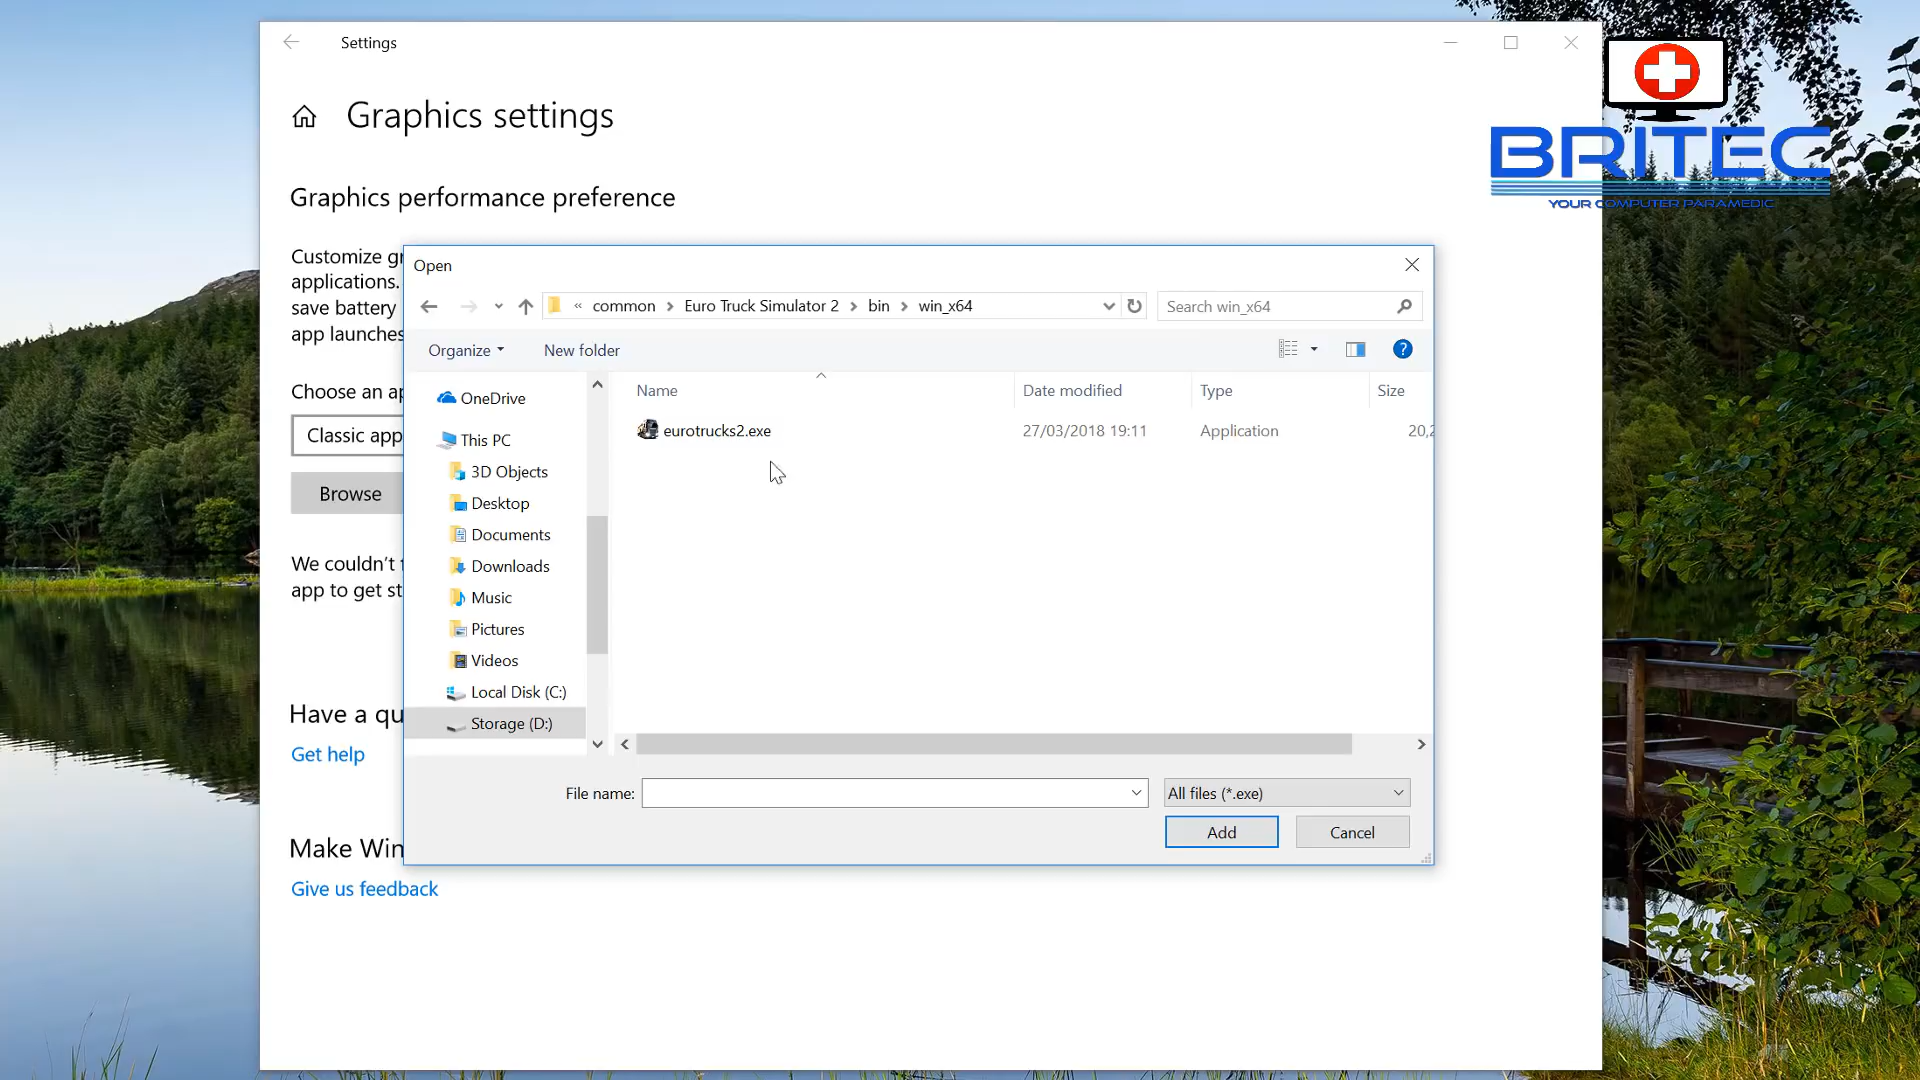 Settings
BRITEC
YOUR COMPUTER PARAMEDIC
Graphics settings
Graphics performance preference
Customize gr
applications.
save battery
app launches
Choose an ap
Classic app
Browse
We couldn't f
app to get st
Have a qu
Get help
Make Win
Give us feedback
Open
« common > Euro Truck Simulator 2 > bin > win_x64
Search win_x64
Organize
New folder
?
OneDrive
This PC
3D Objects
Desktop
Documents
Downloads
Music
Pictures
Videos
Local Disk (C:)
Storage (D:)
Name Date modified Type Size
eurotrucks2.exe 27/03/2018 19:11 Application 20,2
File name:
All files (*.exe)
Add
Cancel